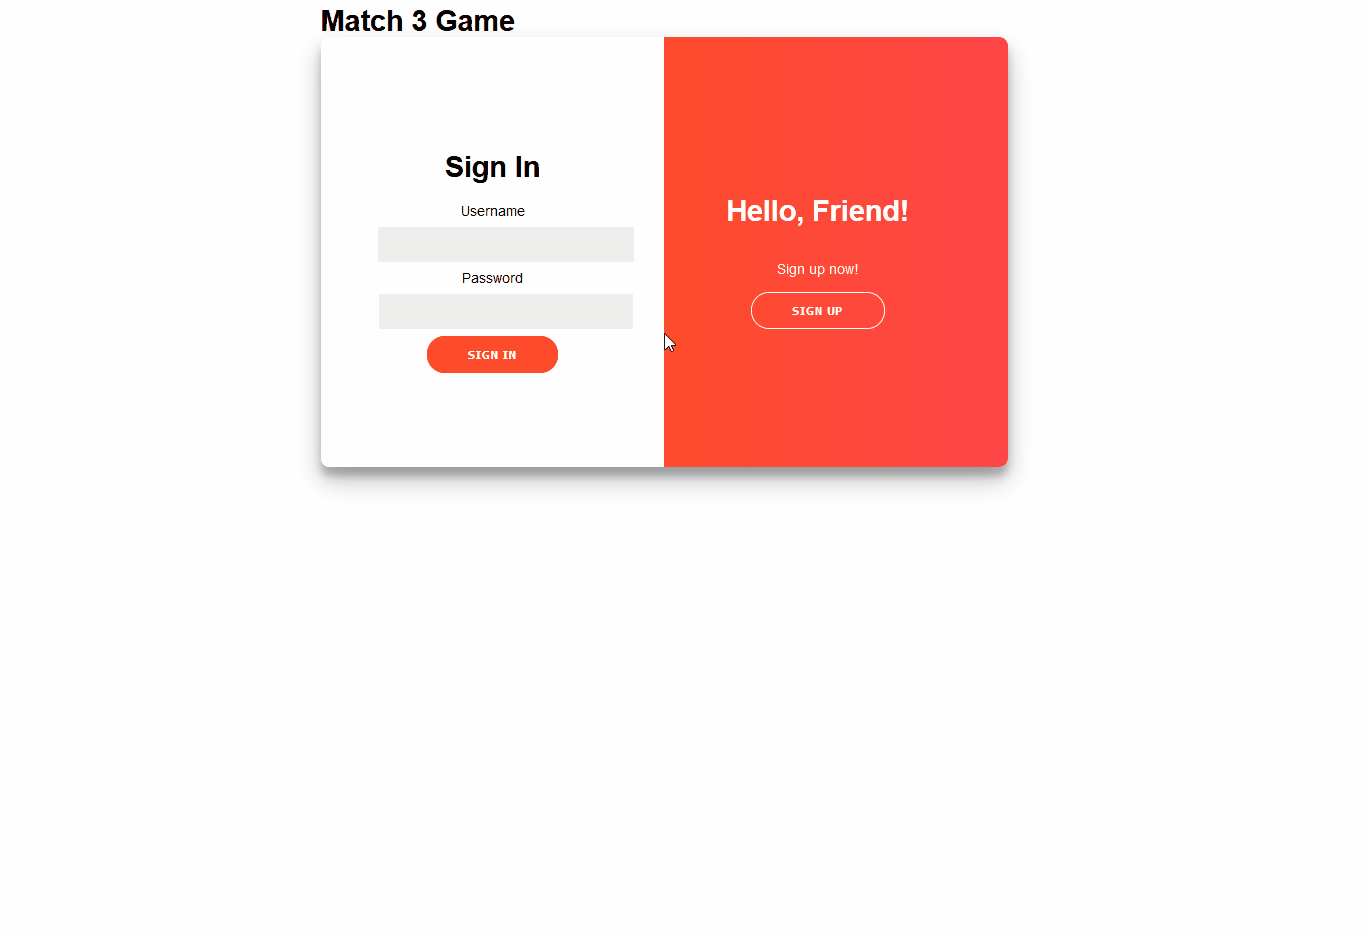 Match 3 Game
Sign In
Username
Password
SIGN IN
Hello, Friend!
Sign up now!
SIGN UP